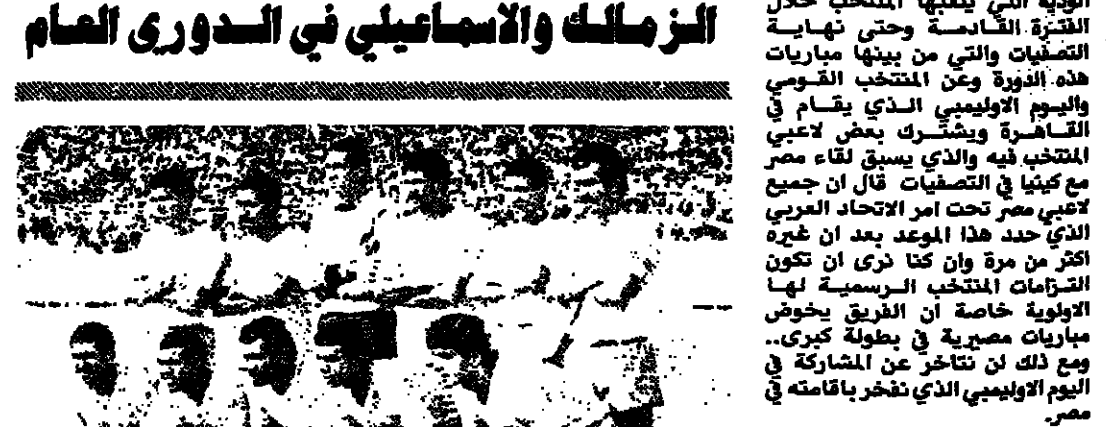 الزمالك والاسماعيلي في الدورى العام
الودية التي يلعبها المنتخب خلال
الفترة القادمة وحتى نهاية
التصفيات والتي من بينها مباريات
هذه الدورة وعن المنتخب القومي
واليوم الاوليمبي الذي يقام في
القاهرة ويشترك بعض لاعبي
المنتخب فيه والذي يسبق لقاء مصر
مع كينيا في التصفيات قال ان جميع
لاعبي مصر تحت امر الاتحاد العربي
الذي حدد هذا الموعد بعد ان غيره
اكثر من مرة وان كنا نرى ان تكون
التزامات المنتخب الرسمية لها
الاولوية خاصة ان الفريق يخوض
مباريات مصيرية في بطولة كبرى..
ومع ذلك لن نتاخر عن المشاركة في
اليوم الاوليمبي الذي نفخر باقامته في
مصر.